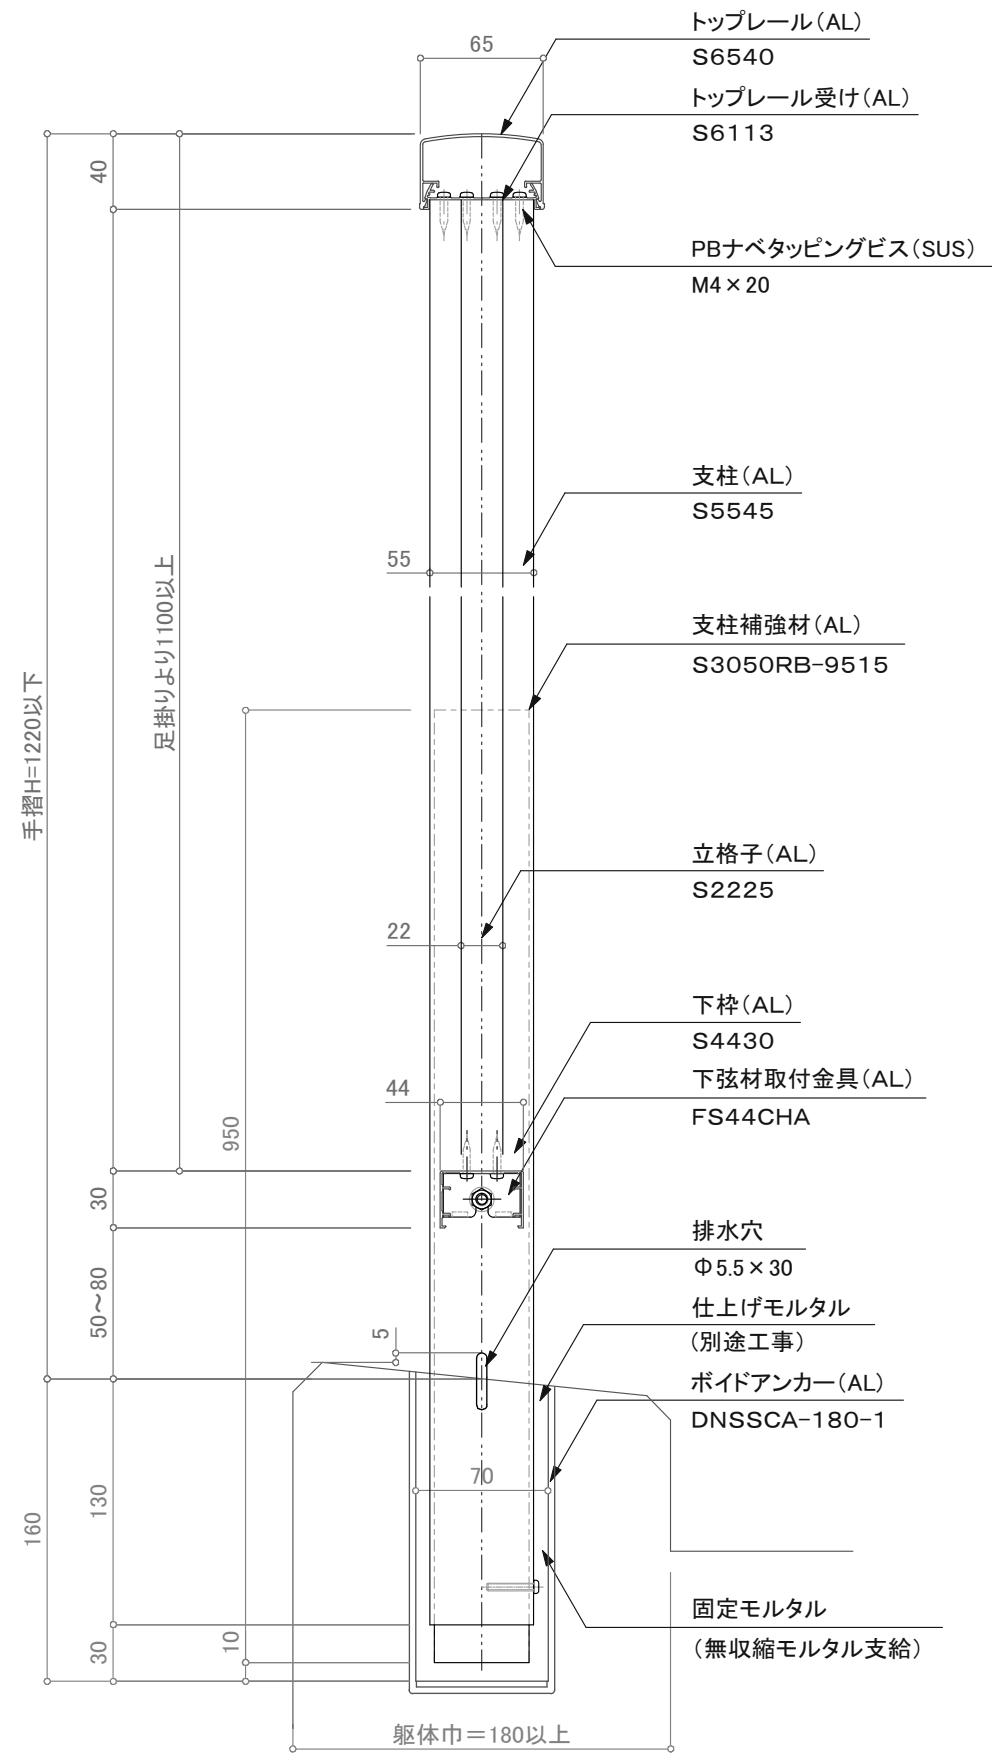 トップレール(AL)
S6540
65
トップレール受け(AL)
S6113
40
PBナベタッピングビス(SUS)
M4×20
支柱(AL)
S5545
55
足掛りより1100以上
支柱補強材(AL)
S3050RB-9515
手摺H=1220以下
立格子(AL)
S2225
22
下枠(AL)
S4430
下弦材取付金具(AL)
FS44CHA
44
950
30
排水穴
Φ5.5×30
50～80
5
仕上げモルタル
(別途工事)
ボイドアンカー(AL)
DNSSCA-180-1
70
130
160
固定モルタル
(無収縮モルタル支給)
30
10
躯体巾=180以上